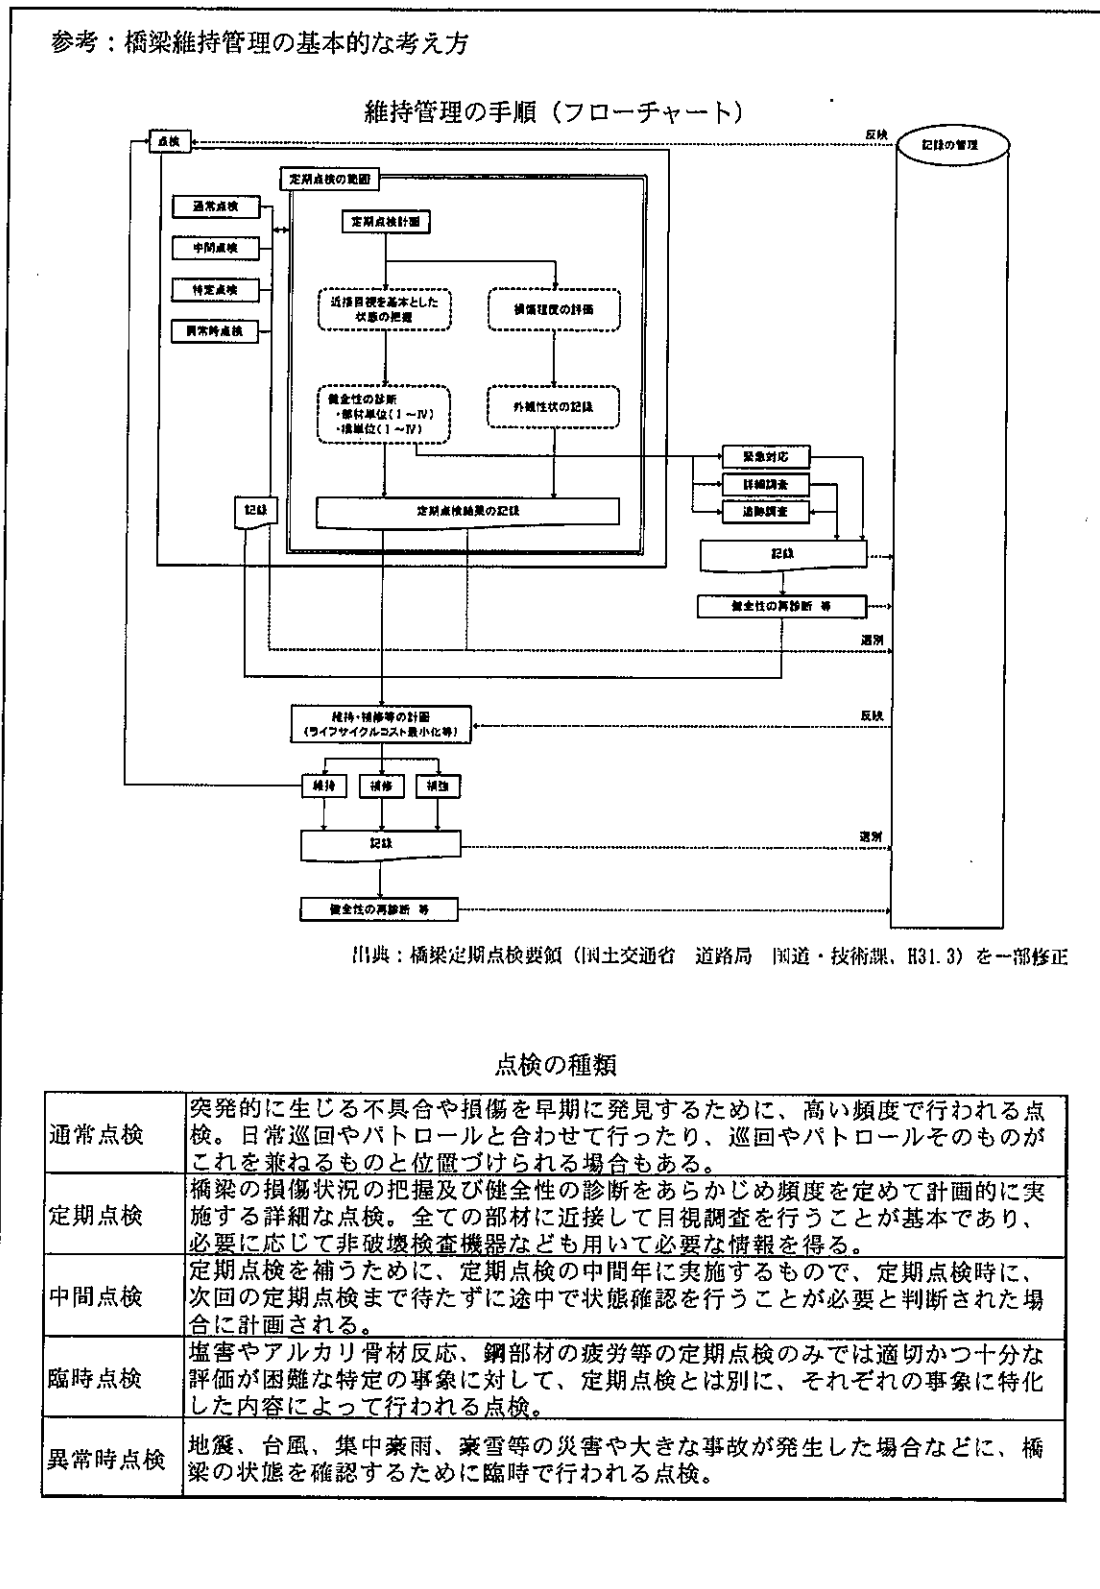 参考：橋梁維持管理の基本的な考え方
維持管理の手順（フローチャート）
点検
反映
記録の管理
定期点検の範囲
通常点検
中間点検
特定点検
異常時点検
定期点検計画
近接目視を基本とした
状態の把握
損傷程度の評価
健全性の診断
・部材単位(Ⅰ～Ⅳ)
・橋単位(Ⅰ～Ⅳ)
外観性状の記録
緊急対応
詳細調査
追跡調査
記録
定期点検結果の記録
記録
健全性の再診断 等
選別
維持・補修等の計画
(ライフサイクルコスト最小化等)
反映
維持
補修
補強
記録
選別
健全性の再診断 等
出典：橋梁定期点検要領（国土交通省　道路局　国道・技術課、H31.3）を一部修正
点検の種類
通常点検
突発的に生じる不具合や損傷を早期に発見するために、高い頻度で行われる点
検。日常巡回やパトロールと合わせて行ったり、巡回やパトロールそのものが
これを兼ねるものと位置づけられる場合もある。
定期点検
橋梁の損傷状況の把握及び健全性の診断をあらかじめ頻度を定めて計画的に実
施する詳細な点検。全ての部材に近接して目視調査を行うことが基本であり、
必要に応じて非破壊検査機器なども用いて必要な情報を得る。
中間点検
定期点検を補うために、定期点検の中間年に実施するもので、定期点検時に、
次回の定期点検まで待たずに途中で状態確認を行うことが必要と判断された場
合に計画される。
臨時点検
塩害やアルカリ骨材反応、鋼部材の疲労等の定期点検のみでは適切かつ十分な
評価が困難な特定の事象に対して、定期点検とは別に、それぞれの事象に特化
した内容によって行われる点検。
異常時点検
地震、台風、集中豪雨、豪雪等の災害や大きな事故が発生した場合などに、橋
梁の状態を確認するために臨時で行われる点検。